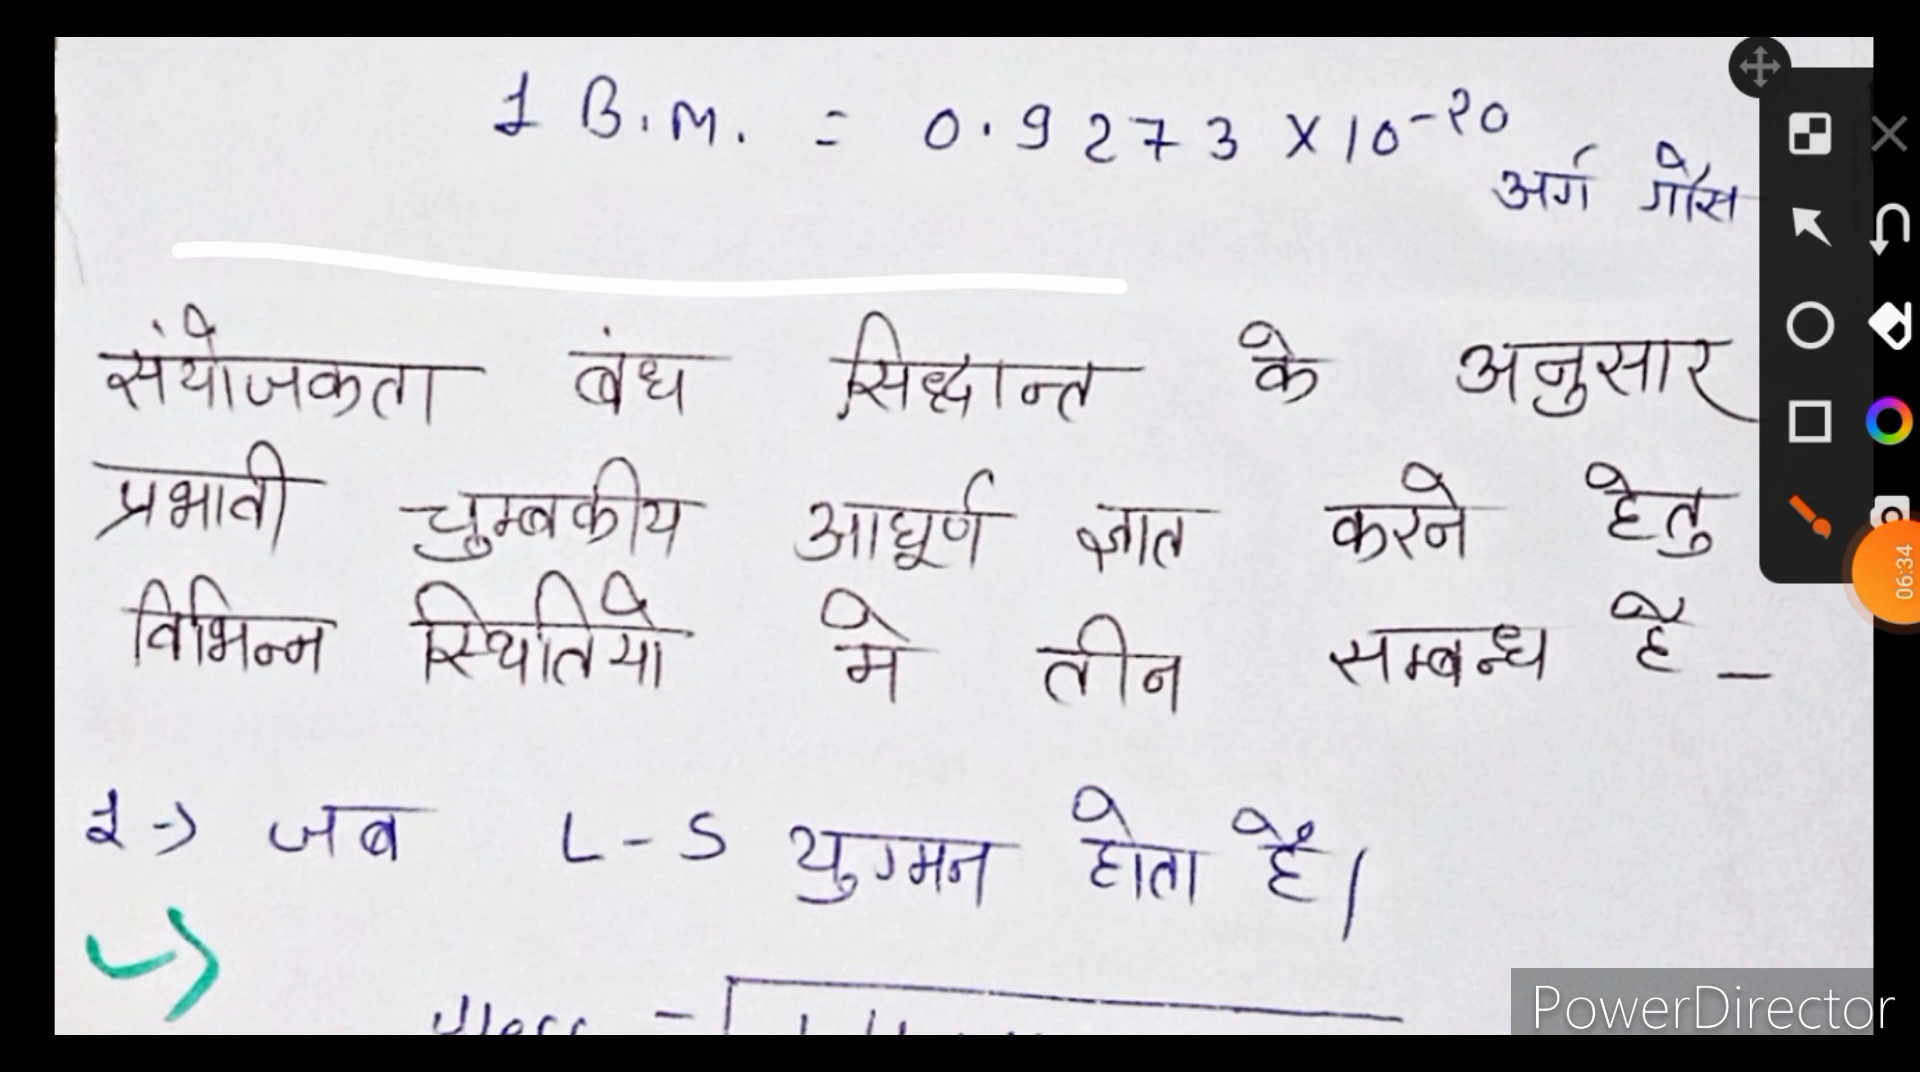 1 B.M. = 0.9273 × 10⁻²⁰
अर्ग गौस
संयोजकता बंध सिद्धान्त के अनुसार
प्रभावी चुम्बकीय आघूर्ण ज्ञात करने हेतु
विभिन्न स्थितियो मे तीन सम्बन्ध है -
1 → जब L - S युग्मन होता है।
06:34
PowerDirector